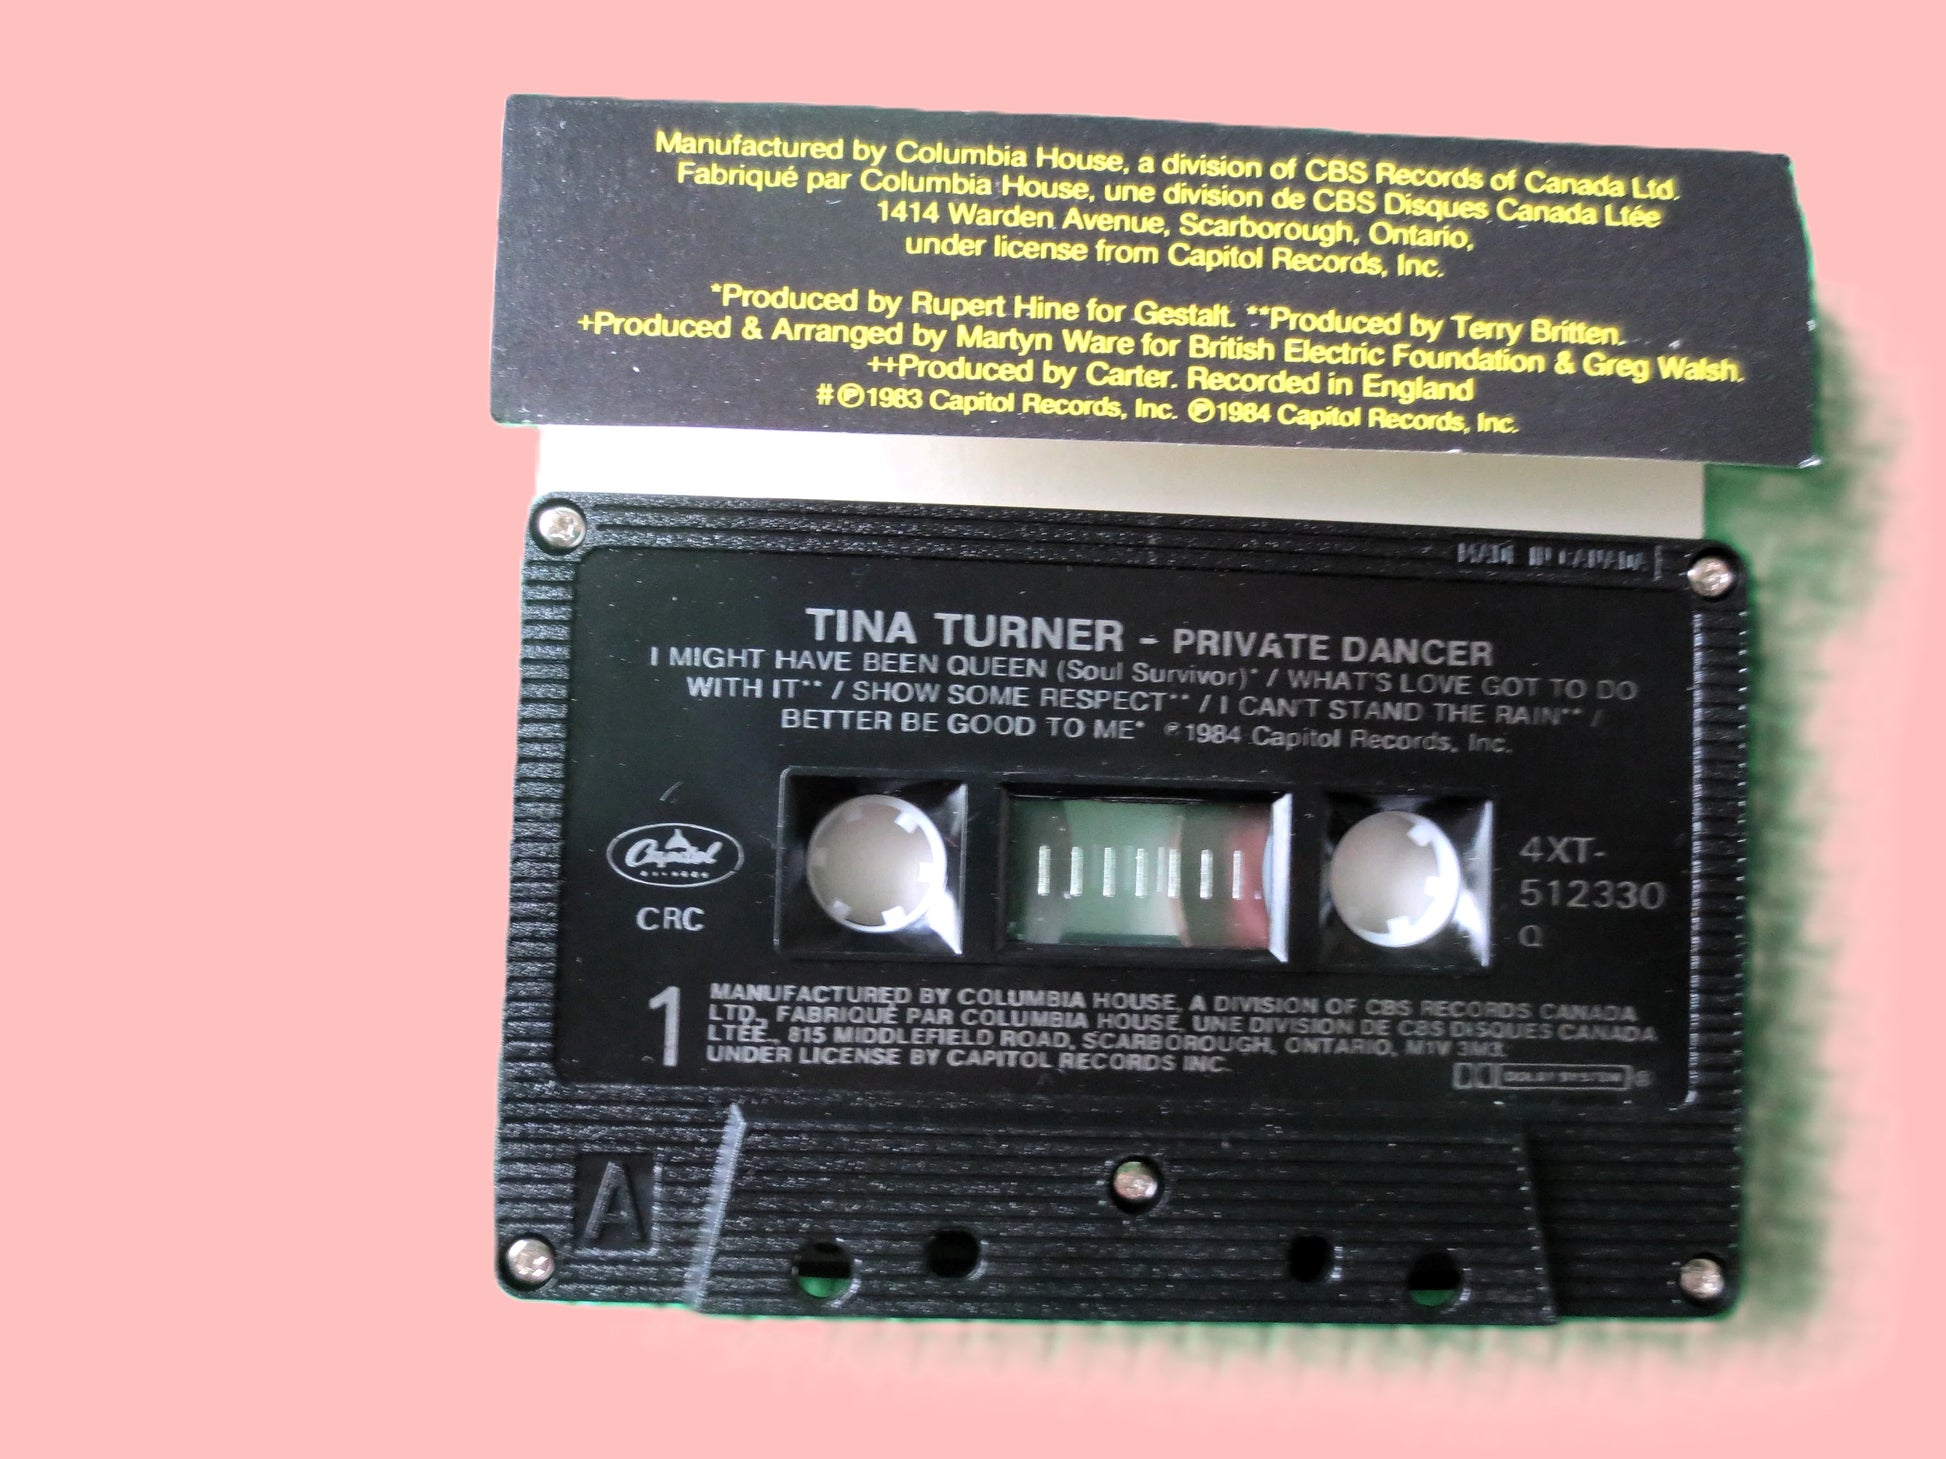 Manufactured by Columbia House, a division of CBS Records of Canada Ltd.
Fabriqué par Columbia House, une division de CBS Disques Canada Ltée
1414 Warden Avenue, Scarborough, Ontario,
under license from Capitol Records, Inc.
*Produced by Rupert Hine for Gestalt. **Produced by Terry Britten.
+Produced & Arranged by Martyn Ware for British Electric Foundation & Greg Walsh.
++Produced by Carter. Recorded in England
#℗1983 Capitol Records, Inc. ℗1984 Capitol Records, Inc.
MADE IN CANADA
TINA TURNER - PRIVATE DANCER
I MIGHT HAVE BEEN QUEEN (Soul Survivor)* / WHAT'S LOVE GOT TO DO
WITH IT** / SHOW SOME RESPECT** / I CAN'T STAND THE RAIN** /
BETTER BE GOOD TO ME* ℗1984 Capitol Records, Inc.
Capitol
RECORDS
CRC
4XT-
512330
Q
1
MANUFACTURED BY COLUMBIA HOUSE, A DIVISION OF CBS RECORDS CANADA
LTD., FABRIQUÉ PAR COLUMBIA HOUSE, UNE DIVISION DE CBS DISQUES CANADA
LTÉE., 815 MIDDLEFIELD ROAD, SCARBOROUGH, ONTARIO, M1V 3M3.
UNDER LICENSE BY CAPITOL RECORDS INC.
DOLBY SYSTEM ®
A